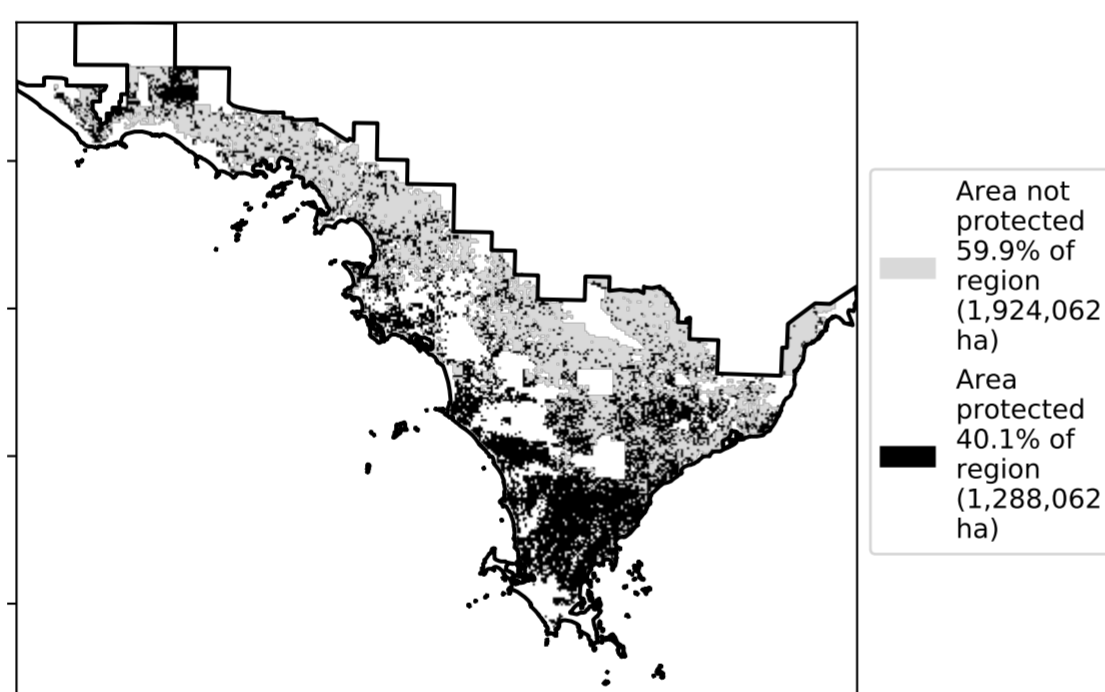 Area not
protected
59.9% of
region
(1,924,062
ha)
Area
protected
40.1% of
region
(1,288,062
ha)